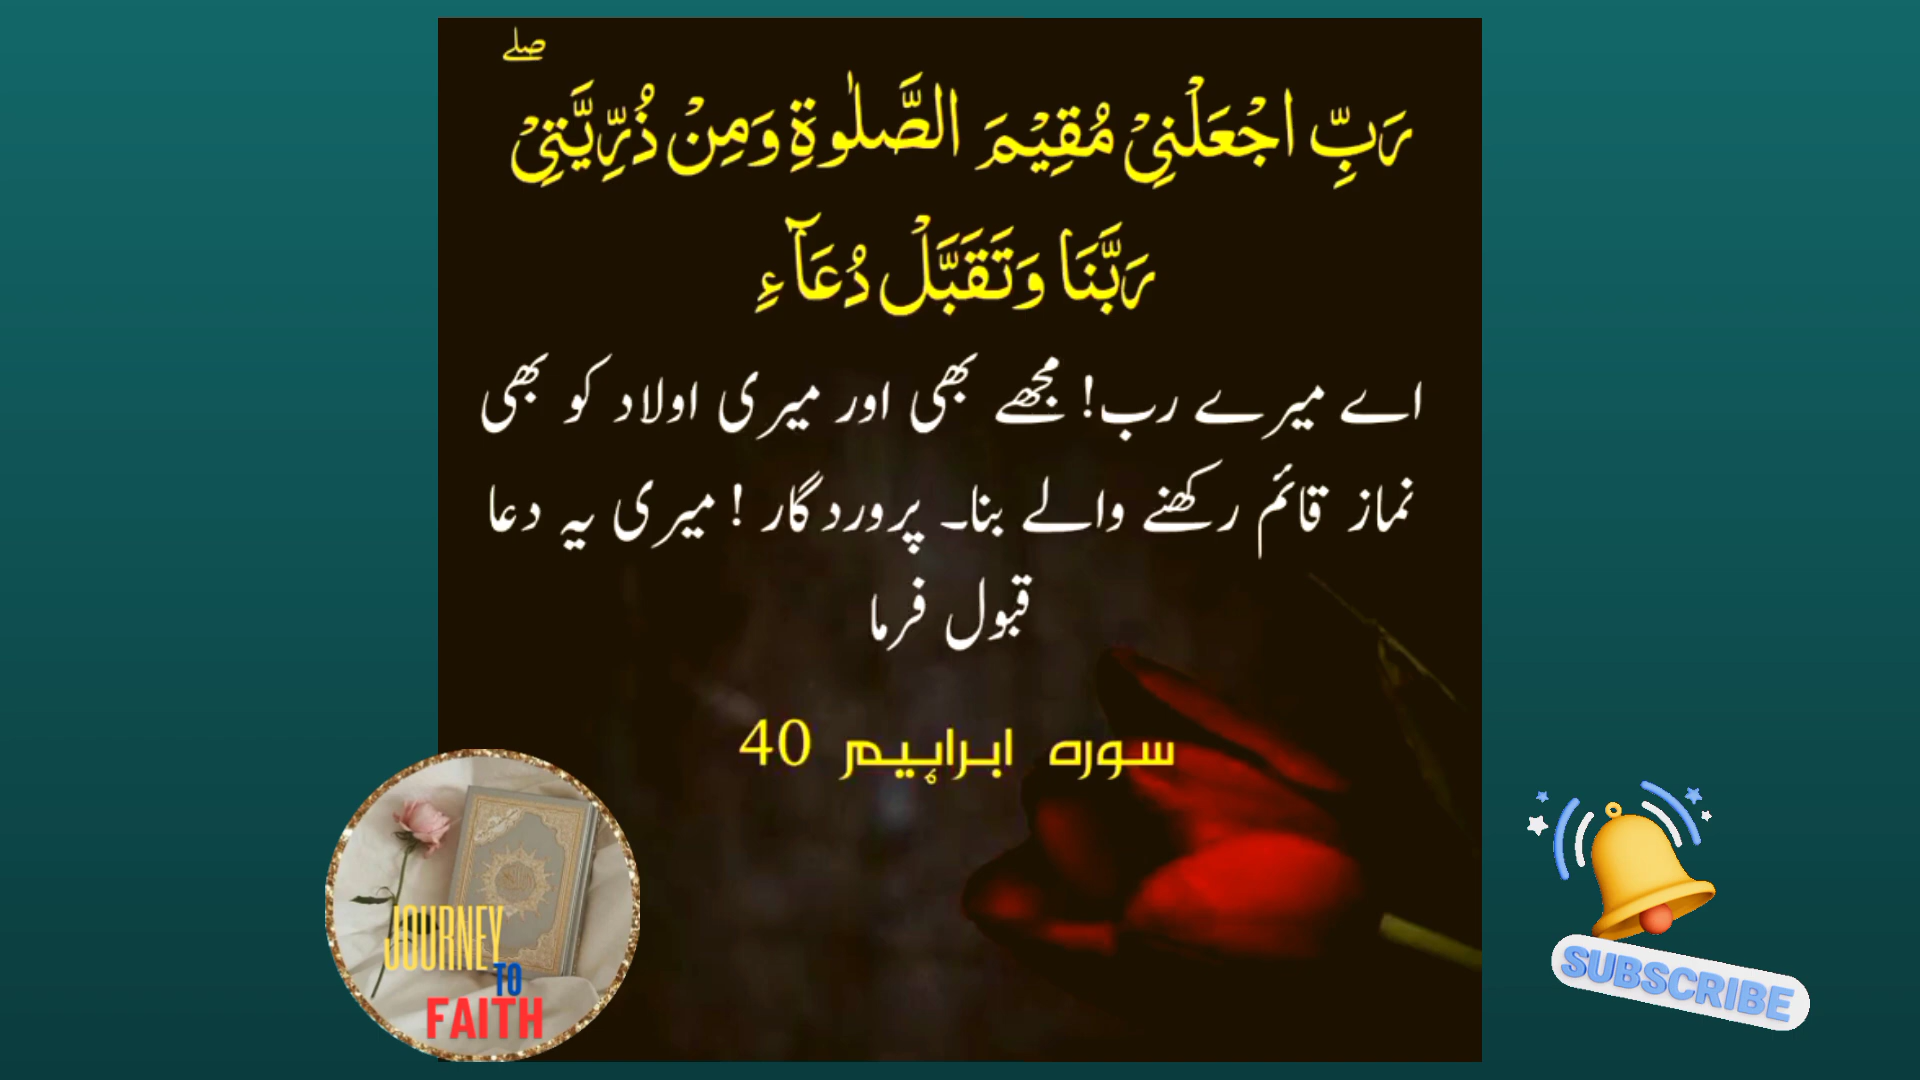 رَبِّ اجْعَلْنِیْ مُقِیْمَ الصَّلٰوةِ وَمِنْ ذُرِّیَّتِیْ ۖ
رَبَّنَا وَتَقَبَّلْ دُعَآءِ
اے میرے رب! مجھے بھی اور میری اولاد کو بھی
نماز قائم رکھنے والے بنا۔ پروردگار ! میری یہ دعا
قبول فرما
سورہ ابراہیم 40
JOURNEY
TO
FAITH
SUBSCRIBE